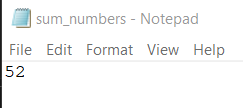 sum_numbers - Notepad
File Edit Format View Help
52